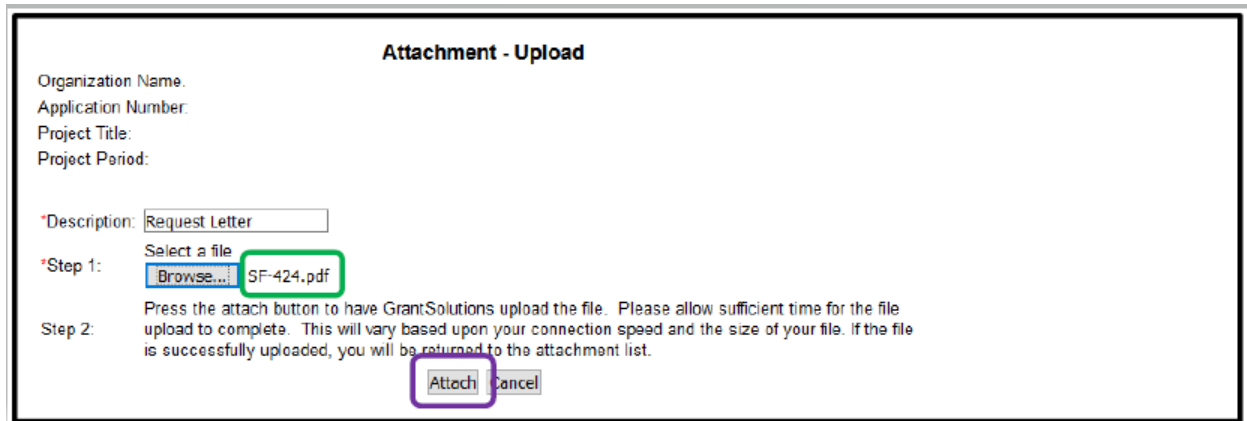 Attachment - Upload
Organization Name.
Application Number:
Project Title:
Project Period:
*Description: Request Letter
Select a file
*Step 1: Browse... SF-424.pdf
Press the attach button to have GrantSolutions upload the file. Please allow sufficient time for the file
Step 2: upload to complete. This will vary based upon your connection speed and the size of your file. If the file
is successfully uploaded, you will be returned to the attachment list.
Attach Cancel